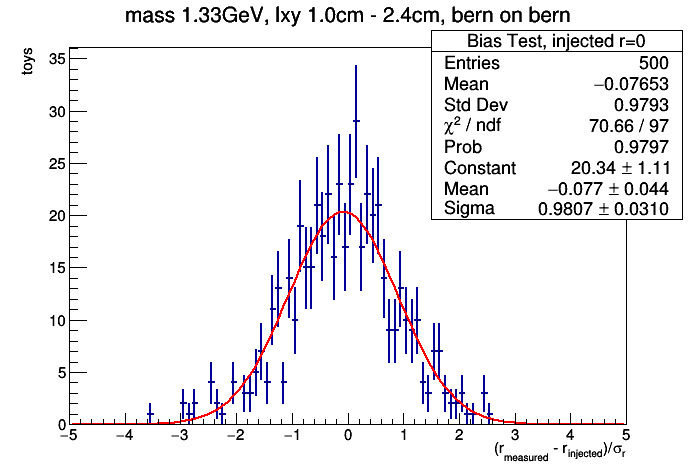 mass 1.33GeV, lxy 1.0cm - 2.4cm, bern on bern
Bias Test, injected r=0
Entries 500
Mean −0.07653
Std Dev 0.9793
χ² / ndf 70.66 / 97
Prob 0.9797
Constant 20.34 ± 1.11
Mean −0.077 ± 0.044
Sigma 0.9807 ± 0.0310
toys
35
30
25
20
15
10
5
0
−5 −4 −3 −2 −1 0 1 2 3 4 5
(r_measured - r_injected)/σ_r